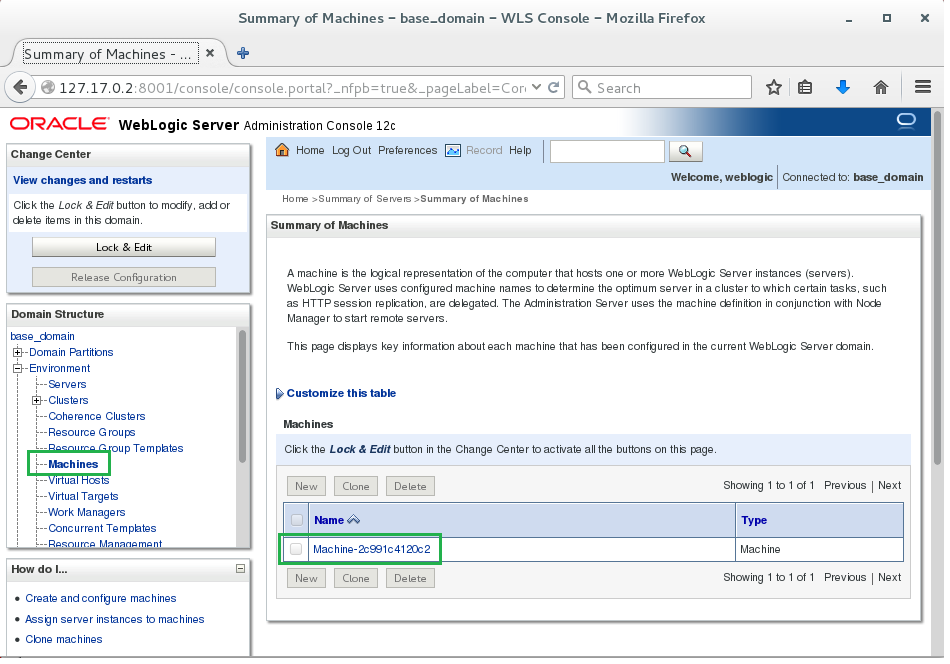 Summary of Machines - base_domain - WLS Console - Mozilla Firefox
Summary of Machines - ...
127.17.0.2:8001/console/console.portal?_nfpb=true&_pageLabel=Cor
Search
ORACLE WebLogic Server Administration Console 12c
Change Center
View changes and restarts
Click the Lock & Edit button to modify, add or
delete items in this domain.
Lock & Edit
Release Configuration
Domain Structure
base_domain
Domain Partitions
Environment
Servers
Clusters
Coherence Clusters
Resource Groups
Resource Group Templates
Machines
Virtual Hosts
Virtual Targets
Work Managers
Concurrent Templates
Resource Management
How do I...
Create and configure machines
Assign server instances to machines
Clone machines
Home Log Out Preferences Record Help
Welcome, weblogic Connected to: base_domain
Home >Summary of Servers >Summary of Machines
Summary of Machines
A machine is the logical representation of the computer that hosts one or more WebLogic Server instances (servers).
WebLogic Server uses configured machine names to determine the optimum server in a cluster to which certain tasks, such
as HTTP session replication, are delegated. The Administration Server uses the machine definition in conjunction with Node
Manager to start remote servers.
This page displays key information about each machine that has been configured in the current WebLogic Server domain.
Customize this table
Machines
Click the Lock & Edit button in the Change Center to activate all the buttons on this page.
New Clone Delete Showing 1 to 1 of 1 Previous | Next
Name Type
Machine-2c991c4120c2 Machine
New Clone Delete Showing 1 to 1 of 1 Previous | Next